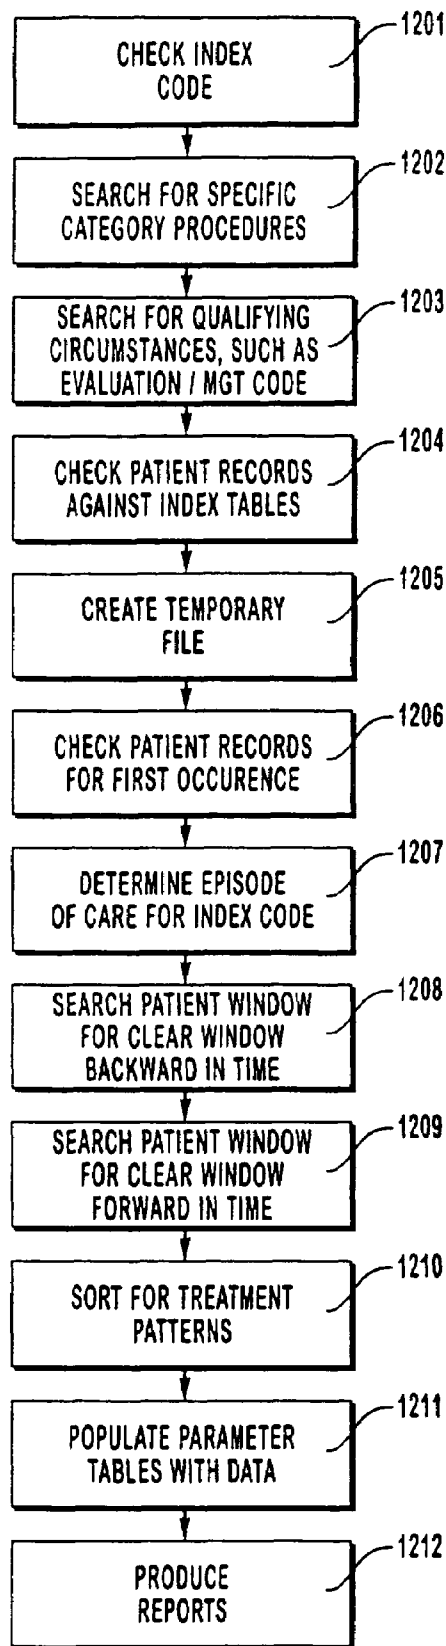 1201
CHECK INDEX
CODE
1202
SEARCH FOR SPECIFIC
CATEGORY PROCEDURES
1203
SEARCH FOR QUALIFYING
CIRCUMSTANCES, SUCH AS
EVALUATION / MGT CODE
1204
CHECK PATIENT RECORDS
AGAINST INDEX TABLES
1205
CREATE TEMPORARY
FILE
1206
CHECK PATIENT RECORDS
FOR FIRST OCCURENCE
1207
DETERMINE EPISODE
OF CARE FOR INDEX CODE
1208
SEARCH PATIENT WINDOW
FOR CLEAR WINDOW
BACKWARD IN TIME
1209
SEARCH PATIENT WINDOW
FOR CLEAR WINDOW
FORWARD IN TIME
1210
SORT FOR TREATMENT
PATTERNS
1211
POPULATE PARAMETER
TABLES WITH DATA
1212
PRODUCE
REPORTS